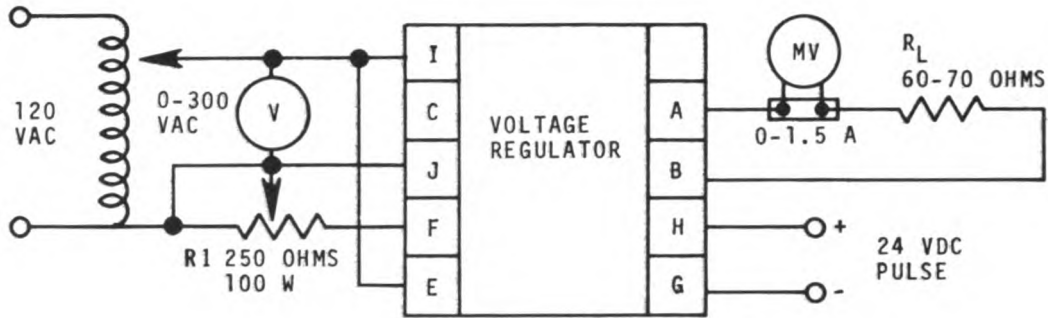 120
VAC
0-300
VAC
V
R1 250 OHMS
100 W
I
C
J
F
E
VOLTAGE
REGULATOR
A
B
H
G
MV
0-1.5 A
RL
60-70 OHMS
+
-
24 VDC
PULSE